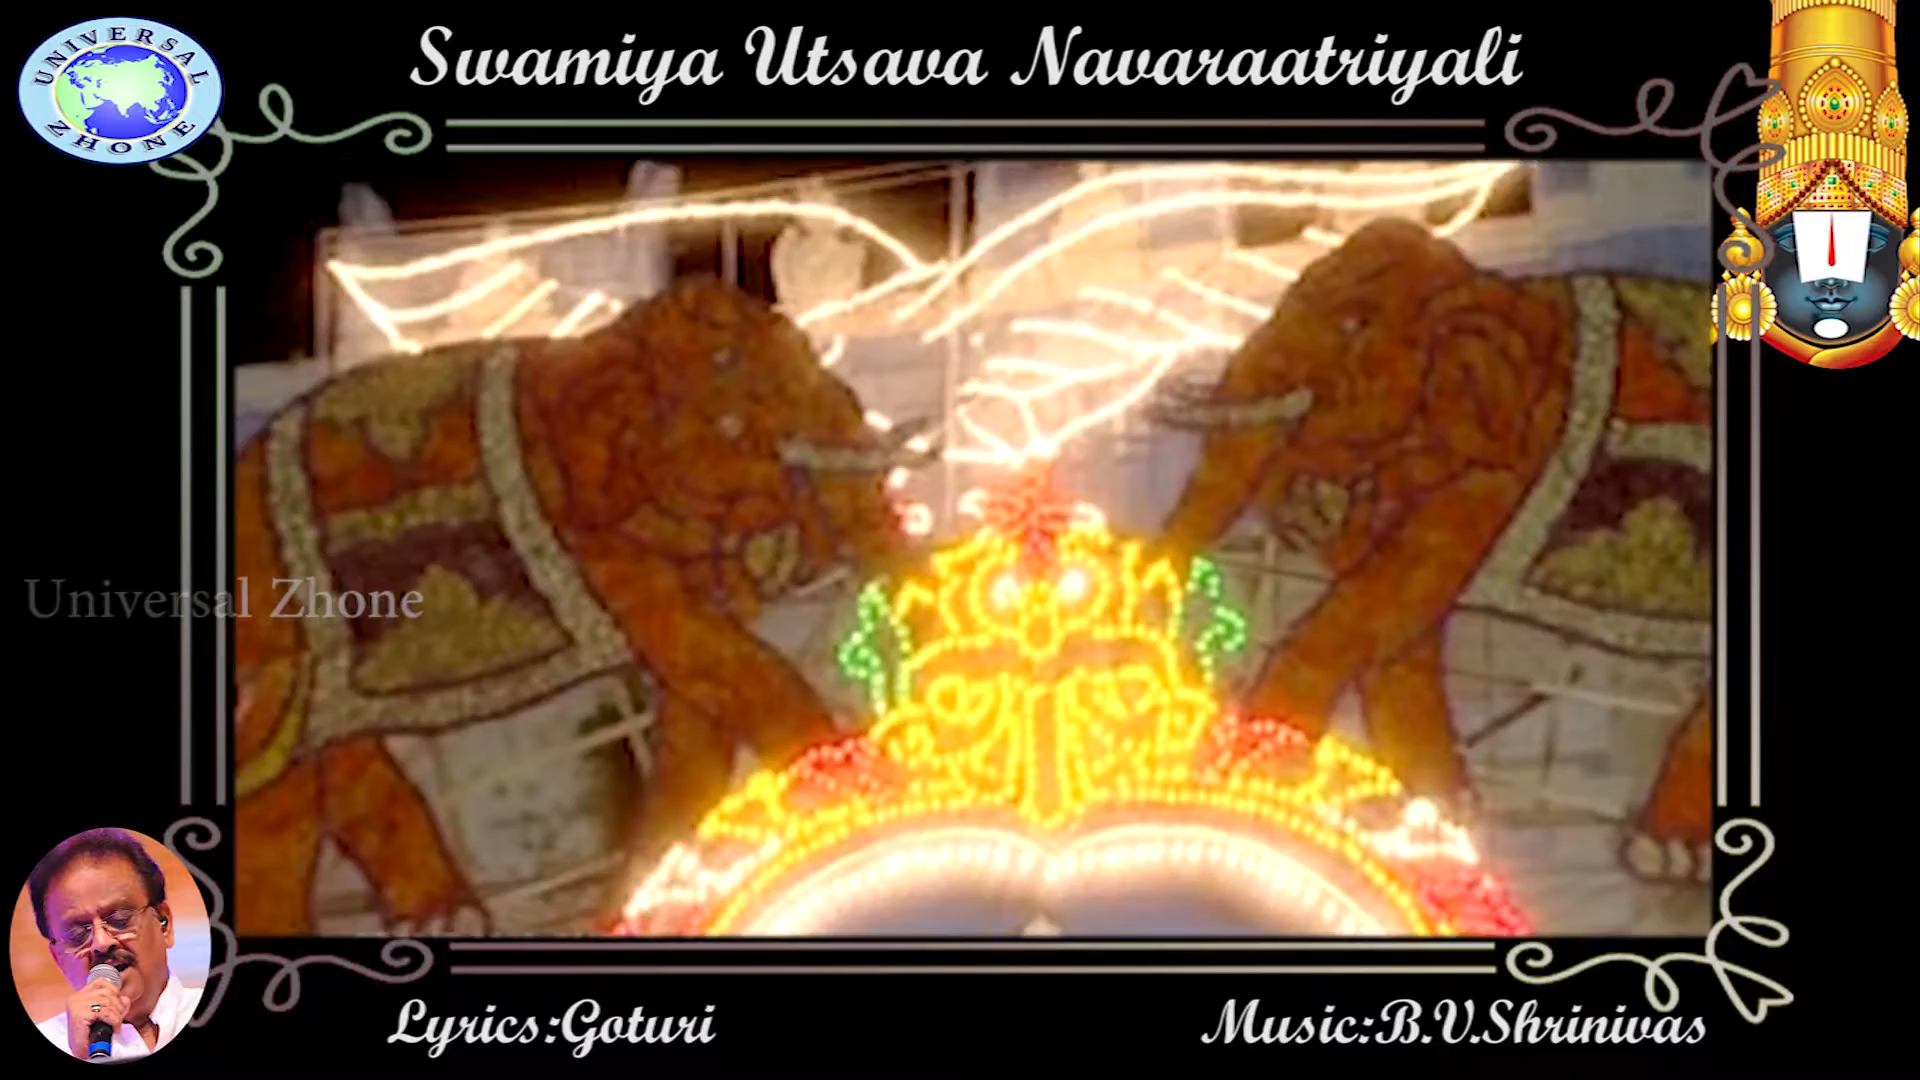 UNIVERSAL
ZHONE
Swamiya Utsava Navaraatriyali
Universal Zhone
Lyrics:Goturi
Music:B.V.Shrinivas